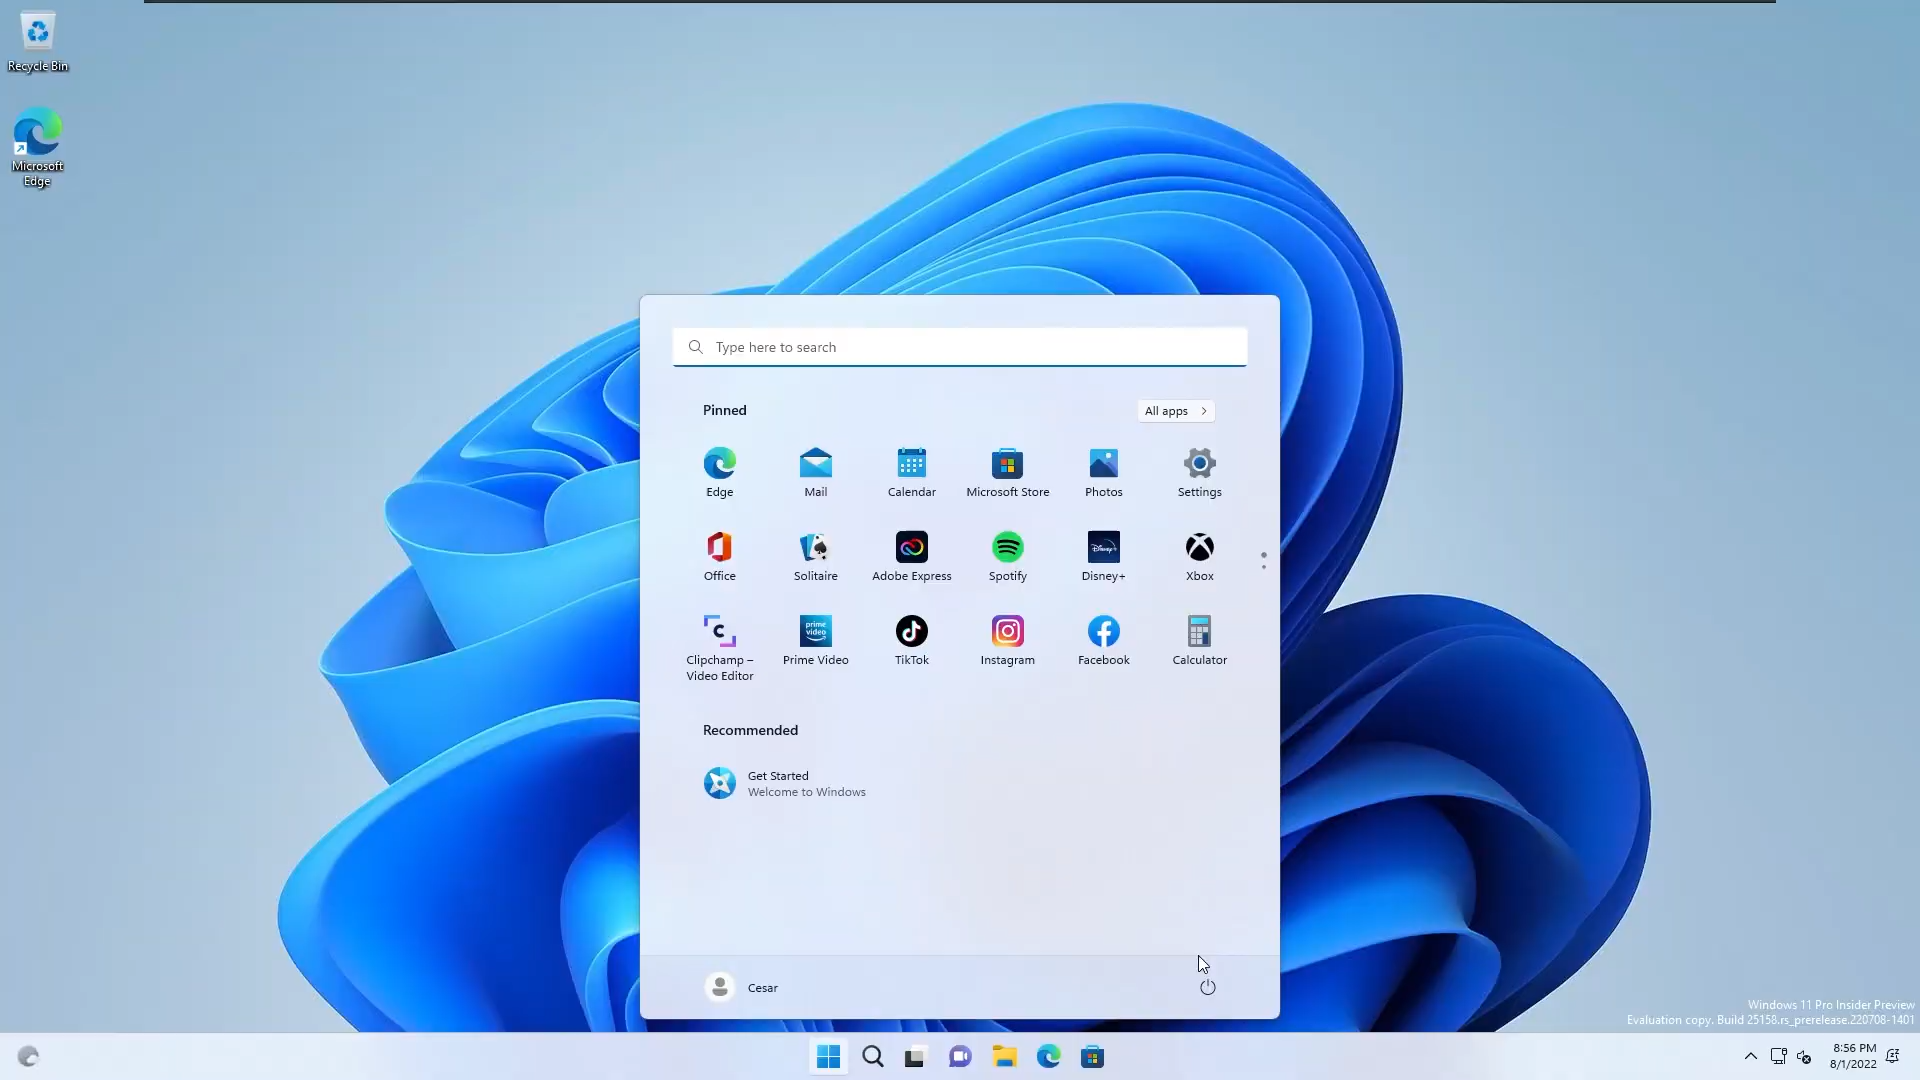 Recycle Bin
Microsoft
Edge
Type here to search
Pinned
All apps
Edge
Mail
Calendar
Microsoft Store
Photos
Settings
Office
Solitaire
Adobe Express
Spotify
Disney+
Xbox
Clipchamp –
Video Editor
Prime Video
TikTok
Instagram
Facebook
Calculator
Recommended
Get Started
Welcome to Windows
Cesar
Windows 11 Pro Insider Preview
Evaluation copy. Build 25158.rs_prerelease.220708-1401
8:56 PM
8/1/2022